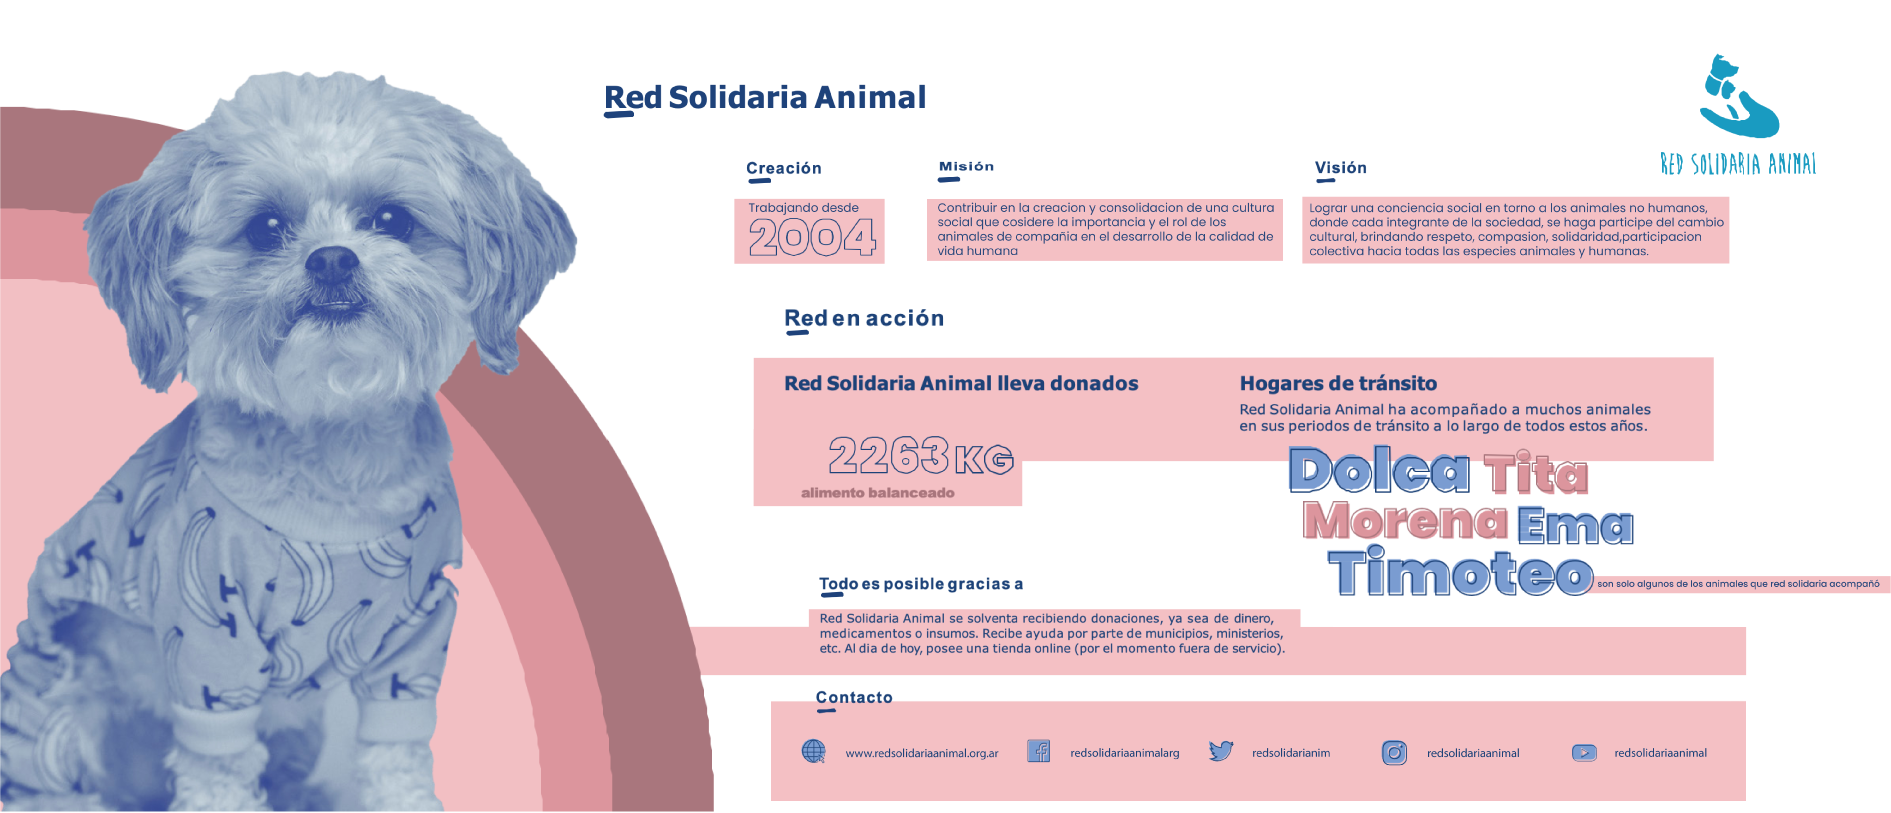 Red Solidaria Animal
RED SOLIDARIA ANIMAL
Creación
Trabajando desde
2004
Misión
Contribuir en la creacion y consolidacion de una cultura
social que cosidere la importancia y el rol de los
animales de compañia en el desarrollo de la calidad de
vida humana
Visión
Lograr una conciencia social en torno a los animales no humanos,
donde cada integrante de la sociedad, se haga participe del cambio
cultural, brindando respeto, compasion, solidaridad,participacion
colectiva hacia todas las especies animales y humanas.
Red en acción
Red Solidaria Animal lleva donados
2263KG
alimento balanceado
Hogares de tránsito
Red Solidaria Animal ha acompañado a muchos animales
en sus periodos de tránsito a lo largo de todos estos años.
Dolca Tita
Morena Ema
Timoteo
son solo algunos de los animales que red solidaria acompañó
Todo es posible gracias a
Red Solidaria Animal se solventa recibiendo donaciones, ya sea de dinero,
medicamentos o insumos. Recibe ayuda por parte de municipios, ministerios,
etc. Al dia de hoy, posee una tienda online (por el momento fuera de servicio).
Contacto
www.redsolidariaanimal.org.ar
redsolidariaanimalarg
redsolidarianim
redsolidariaanimal
redsolidariaanimal